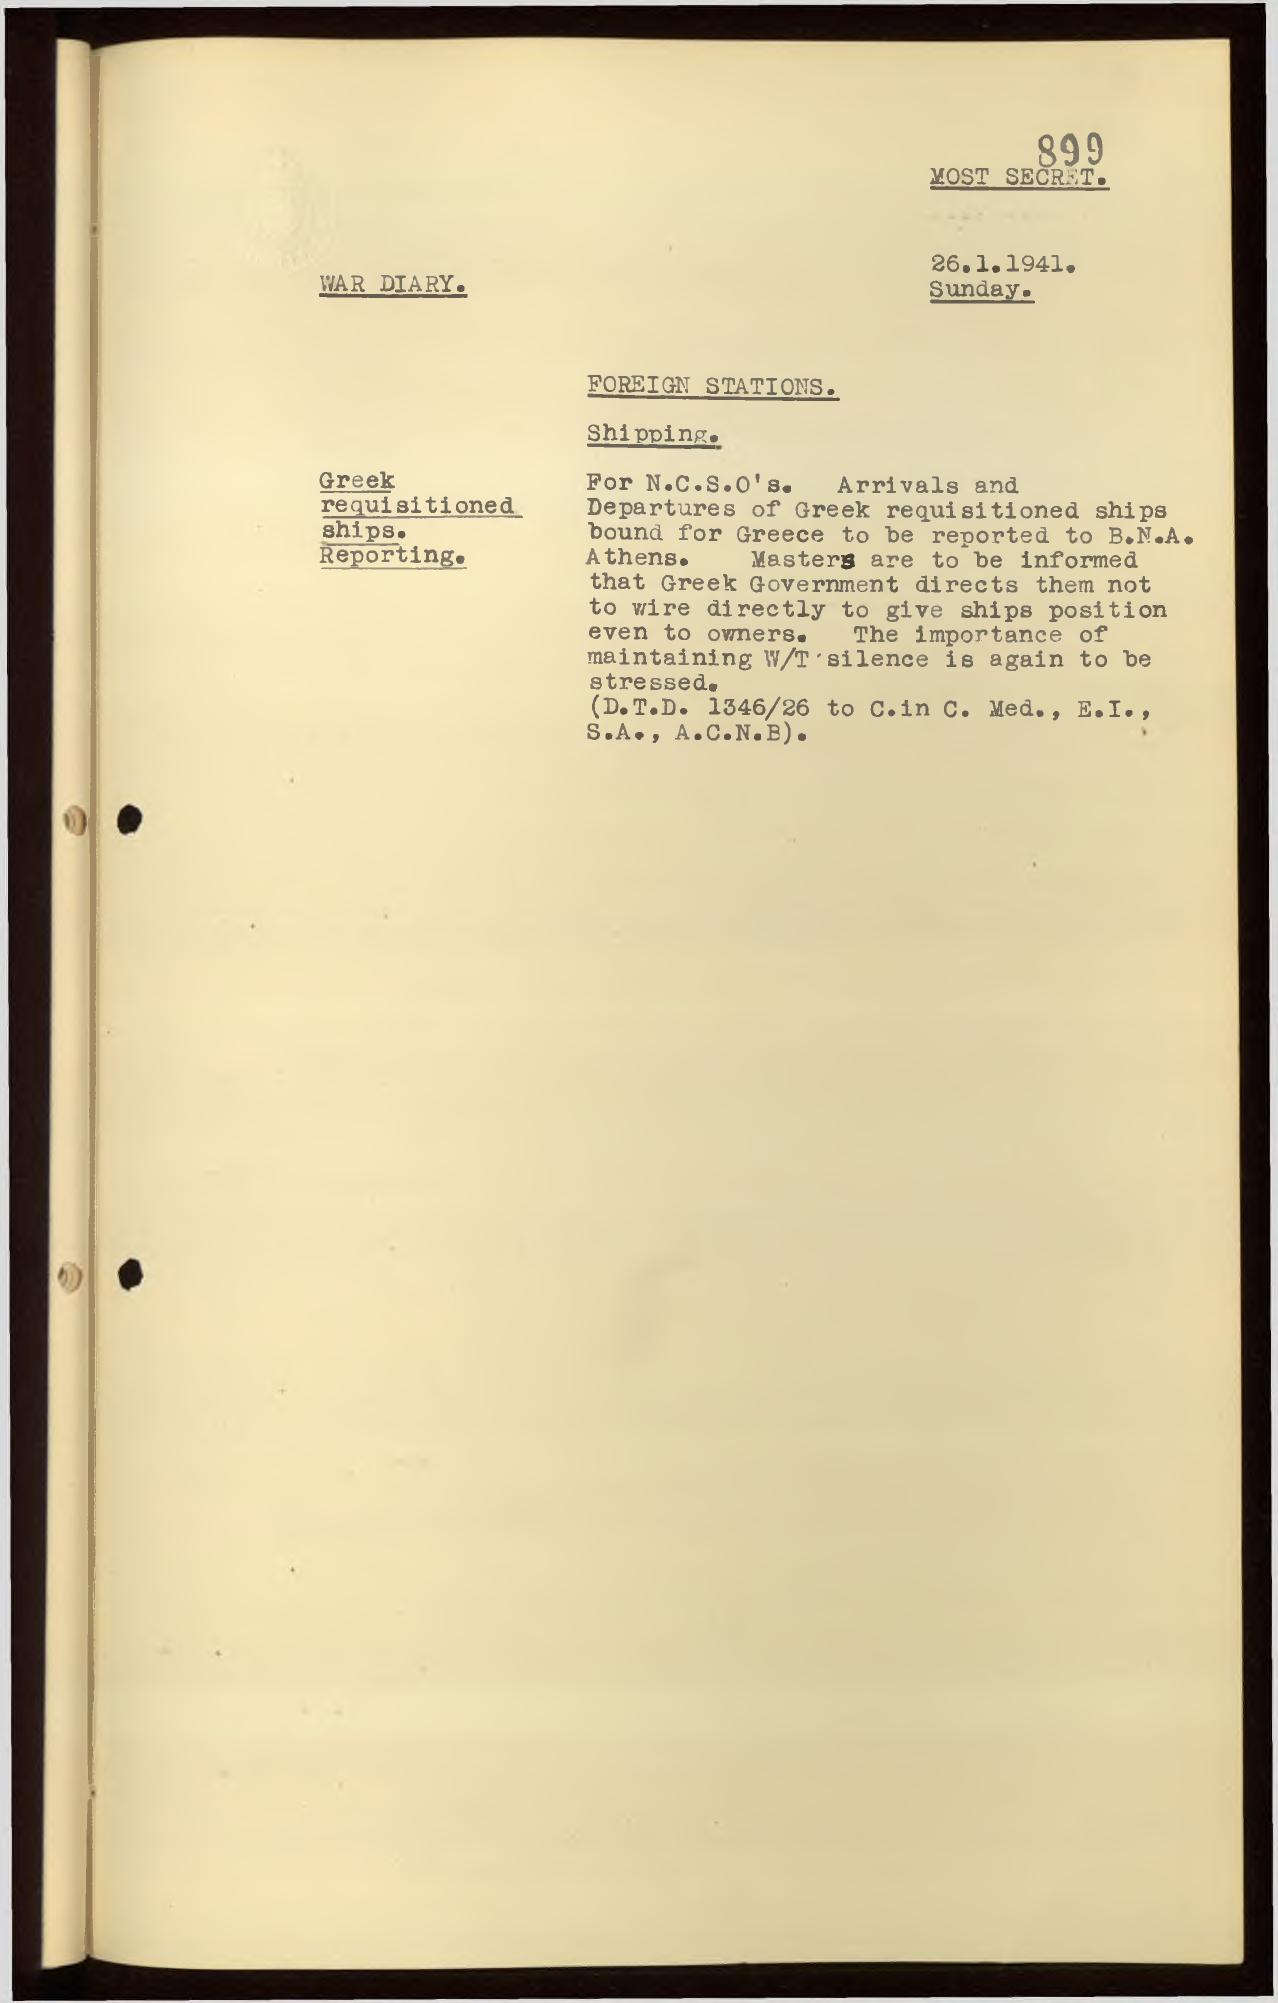 899
MOST SECRET.
26.1.1941.
WAR DIARY.
Sunday.
FOREIGN STATIONS.
Shipping.
Greek
requisitioned
ships.
Reporting.
For N.C.S.O's. Arrivals and
Departures of Greek requisitioned ships
bound for Greece to be reported to B.N.A.
Athens. Masters are to be informed
that Greek Government directs them not
to wire directly to give ships position
even to owners. The importance of
maintaining W/T silence is again to be
stressed.
(D.T.D. 1346/26 to C.in C. Med., E.I.,
S.A., A.C.N.B).